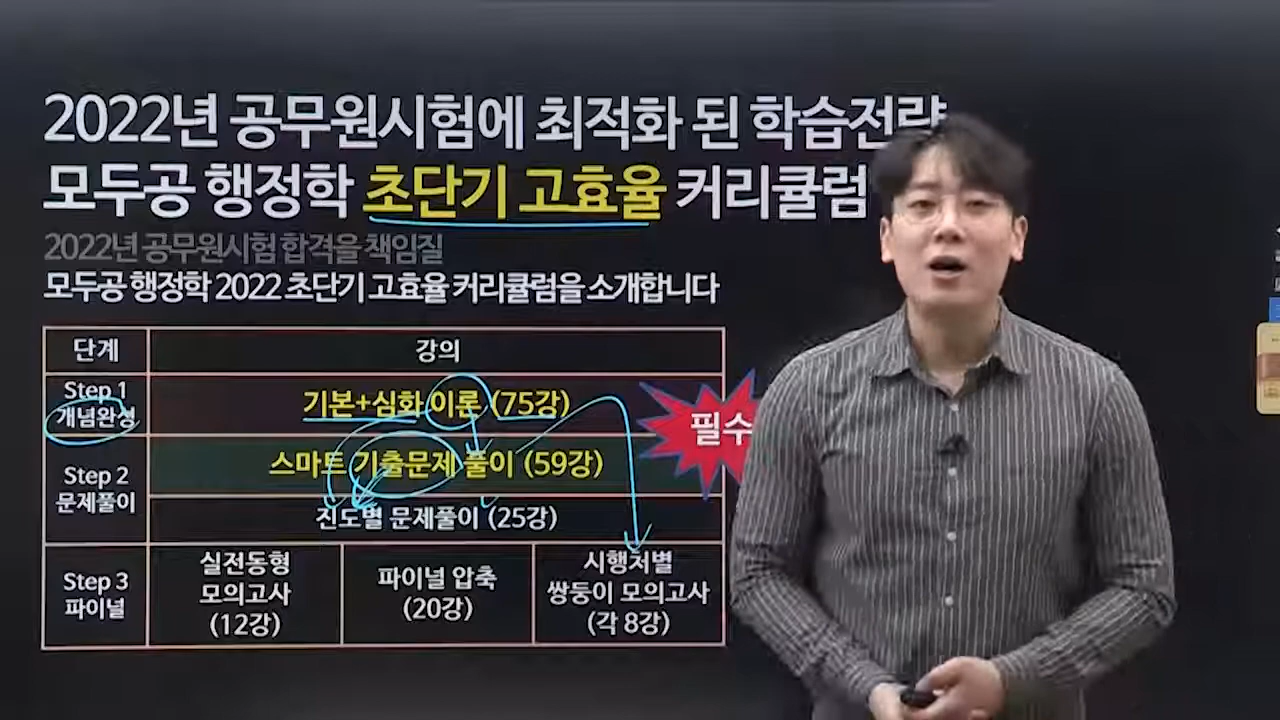 2022년 공무원시험에 최적화 된 학습전략
모두공 행정학 초단기 고효율 커리큘럼
2022년 공무원시험 합격을 책임질
모두공 행정학 2022 초단기 고효율 커리큘럼을 소개합니다
단계
강의
Step 1
개념완성
기본+심화 이론 (75강)
필수
Step 2
문제풀이
스마트 기출문제 풀이 (59강)
진도별 문제풀이 (25강)
Step 3
파이널
실전동형
모의고사
(12강)
파이널 압축
(20강)
시행처별
쌍둥이 모의고사
(각 8강)